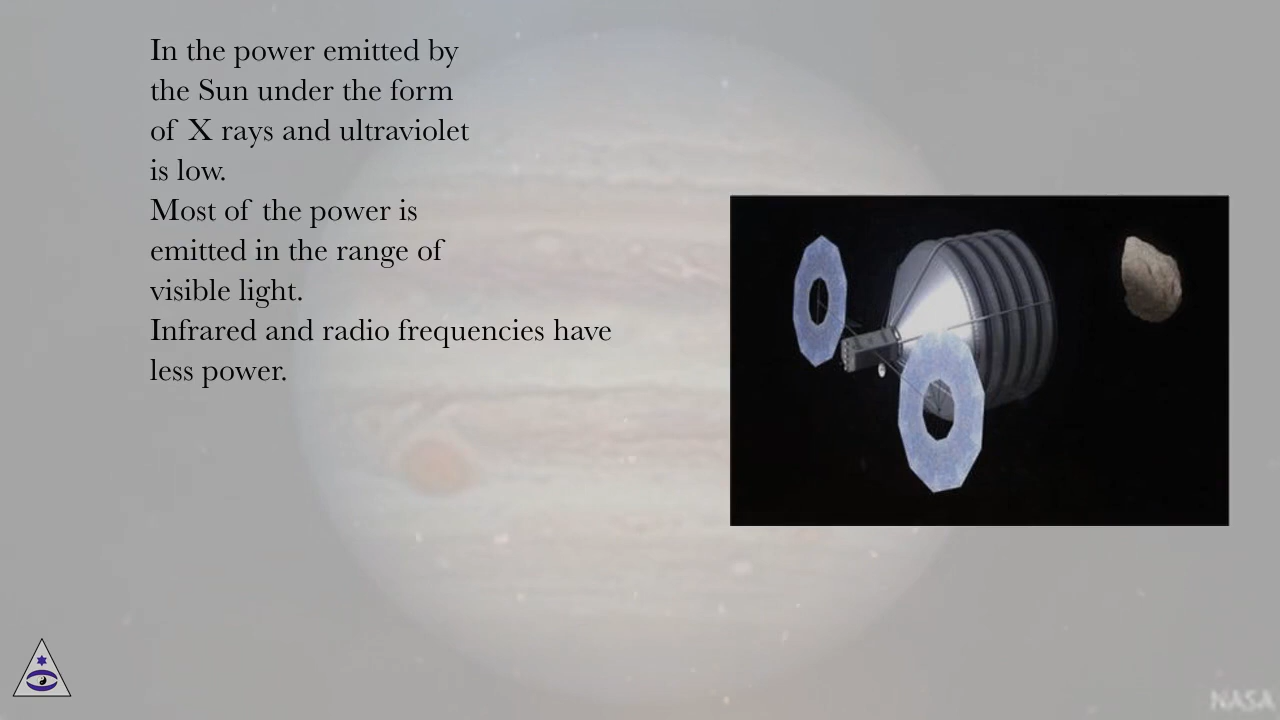 In the power emitted by
the Sun under the form
of X rays and ultraviolet
is low.
Most of the power is
emitted in the range of
visible light.
Infrared and radio frequencies have
less power.
NASA